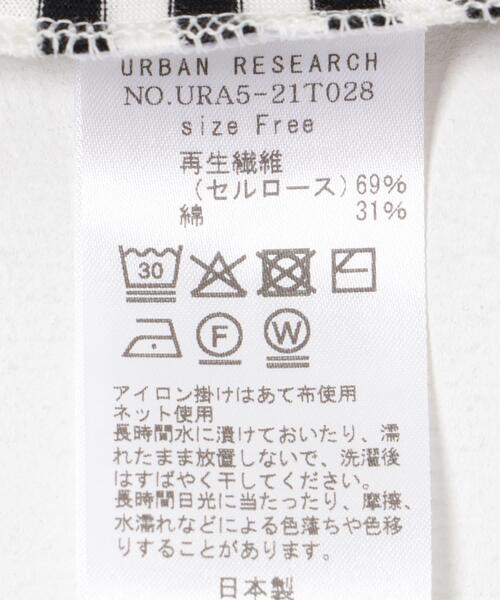 URBAN RESEARCH
NO.URA5-21T028
size Free
再生繊維
(セルロース)69%
綿 31%
30
F W
アイロン掛けはあて布使用
ネット使用
長時間水に漬けておいたり、濡
れたまま放置しないで、洗濯後
はすばやく干してください。
長時間日光に当たったり、摩擦、
水濡れなどによる色落ちや色移
りすることがあります。
日本製